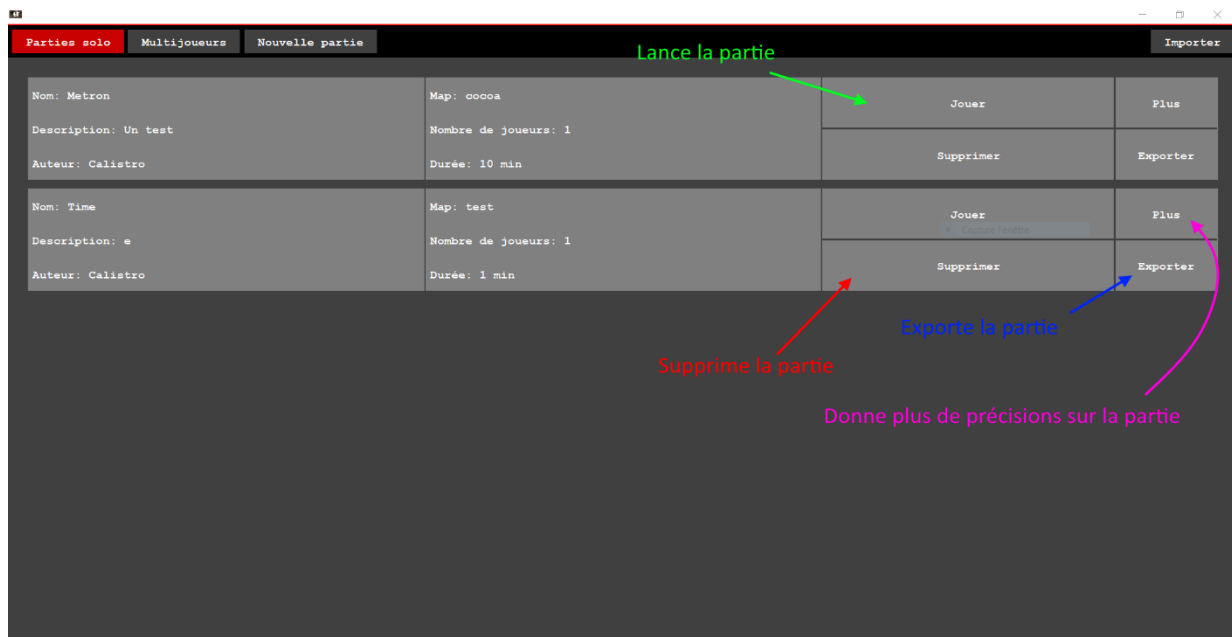 Parties solo
Multijoueurs
Nouvelle partie
Importer
Lance la partie
Nom: Metron
Description: Un test
Auteur: Calistro
Map: cocoa
Nombre de joueurs: 1
Durée: 10 min
Jouer
Plus
Supprimer
Exporter
Nom: Time
Description: e
Auteur: Calistro
Map: test
Nombre de joueurs: 1
Durée: 1 min
Jouer
Plus
Capture Fenêtre
Supprimer
Exporter
Exporte la partie
Supprime la partie
Donne plus de précisions sur la partie